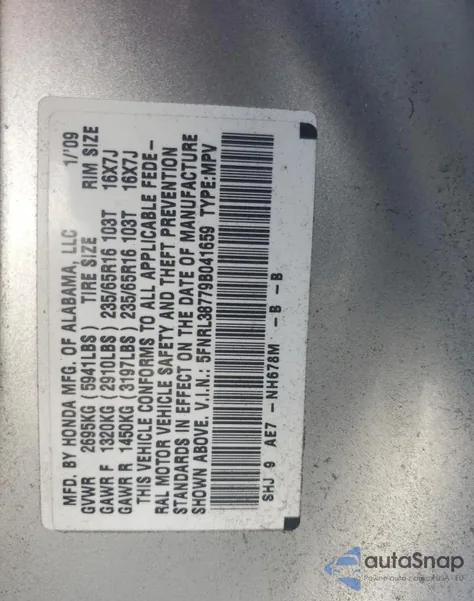 MFD. BY HONDA MFG. OF ALABAMA, LLC 1/'09
GVWR 2695KG (5941LBS) TIRE SIZE RIM SIZE
GAWR F 1320KG (2910LBS) 235/65R16 103T 16X7J
GAWR R 1450KG (3197LBS) 235/65R16 103T 16X7J
THIS VEHICLE CONFORMS TO ALL APPLICABLE FEDE-
RAL MOTOR VEHICLE SAFETY AND THEFT PREVENTION
STANDARDS IN EFFECT ON THE DATE OF MANUFACTURE
SHOWN ABOVE. V.I.N.: 5FNRL38779B041659 TYPE:MPV
SHJ 9 AE7 -NH678M -B -B
autoSnap